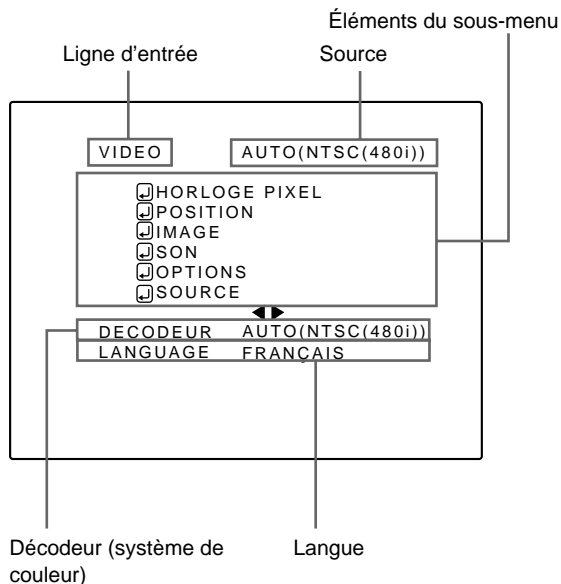 Éléments du sous-menu
Ligne d'entrée
Source
VIDEO
AUTO(NTSC(480i))
HORLOGE PIXEL
POSITION
IMAGE
SON
OPTIONS
SOURCE
DECODEUR AUTO(NTSC(480i))
LANGUAGE FRANÇAIS
Décodeur (système de
couleur)
Langue